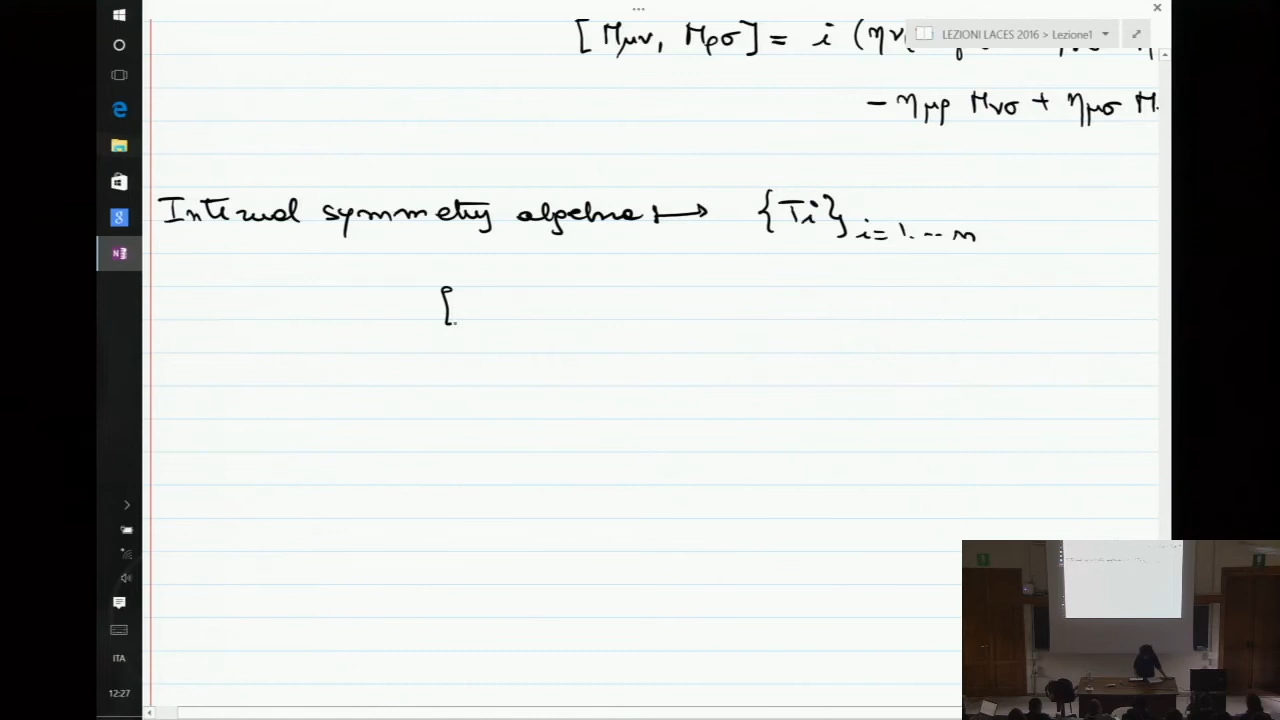 [ Mμν, Mρσ ] = i (ην
LEZIONI LACES 2016 > Lezione1
- ημρ Mνσ + ημσ M
Internal symmetry algebra ⟼ {Ti}i=1...n
[
ITA
12:27